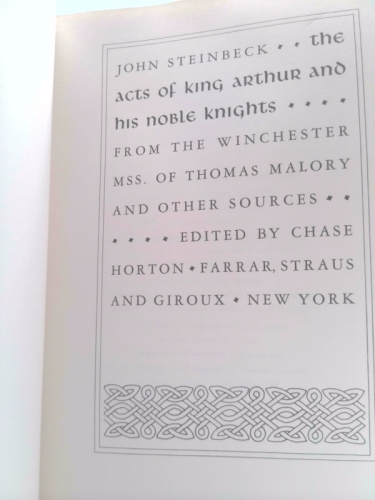 JOHN STEINBECK • • the
acts of king arthur and
his noble knights • • • •
FROM THE WINCHESTER
MSS. OF THOMAS MALORY
AND OTHER SOURCES • •
• • • • EDITED BY CHASE
HORTON • FARRAR, STRAUS
AND GIROUX • NEW YORK